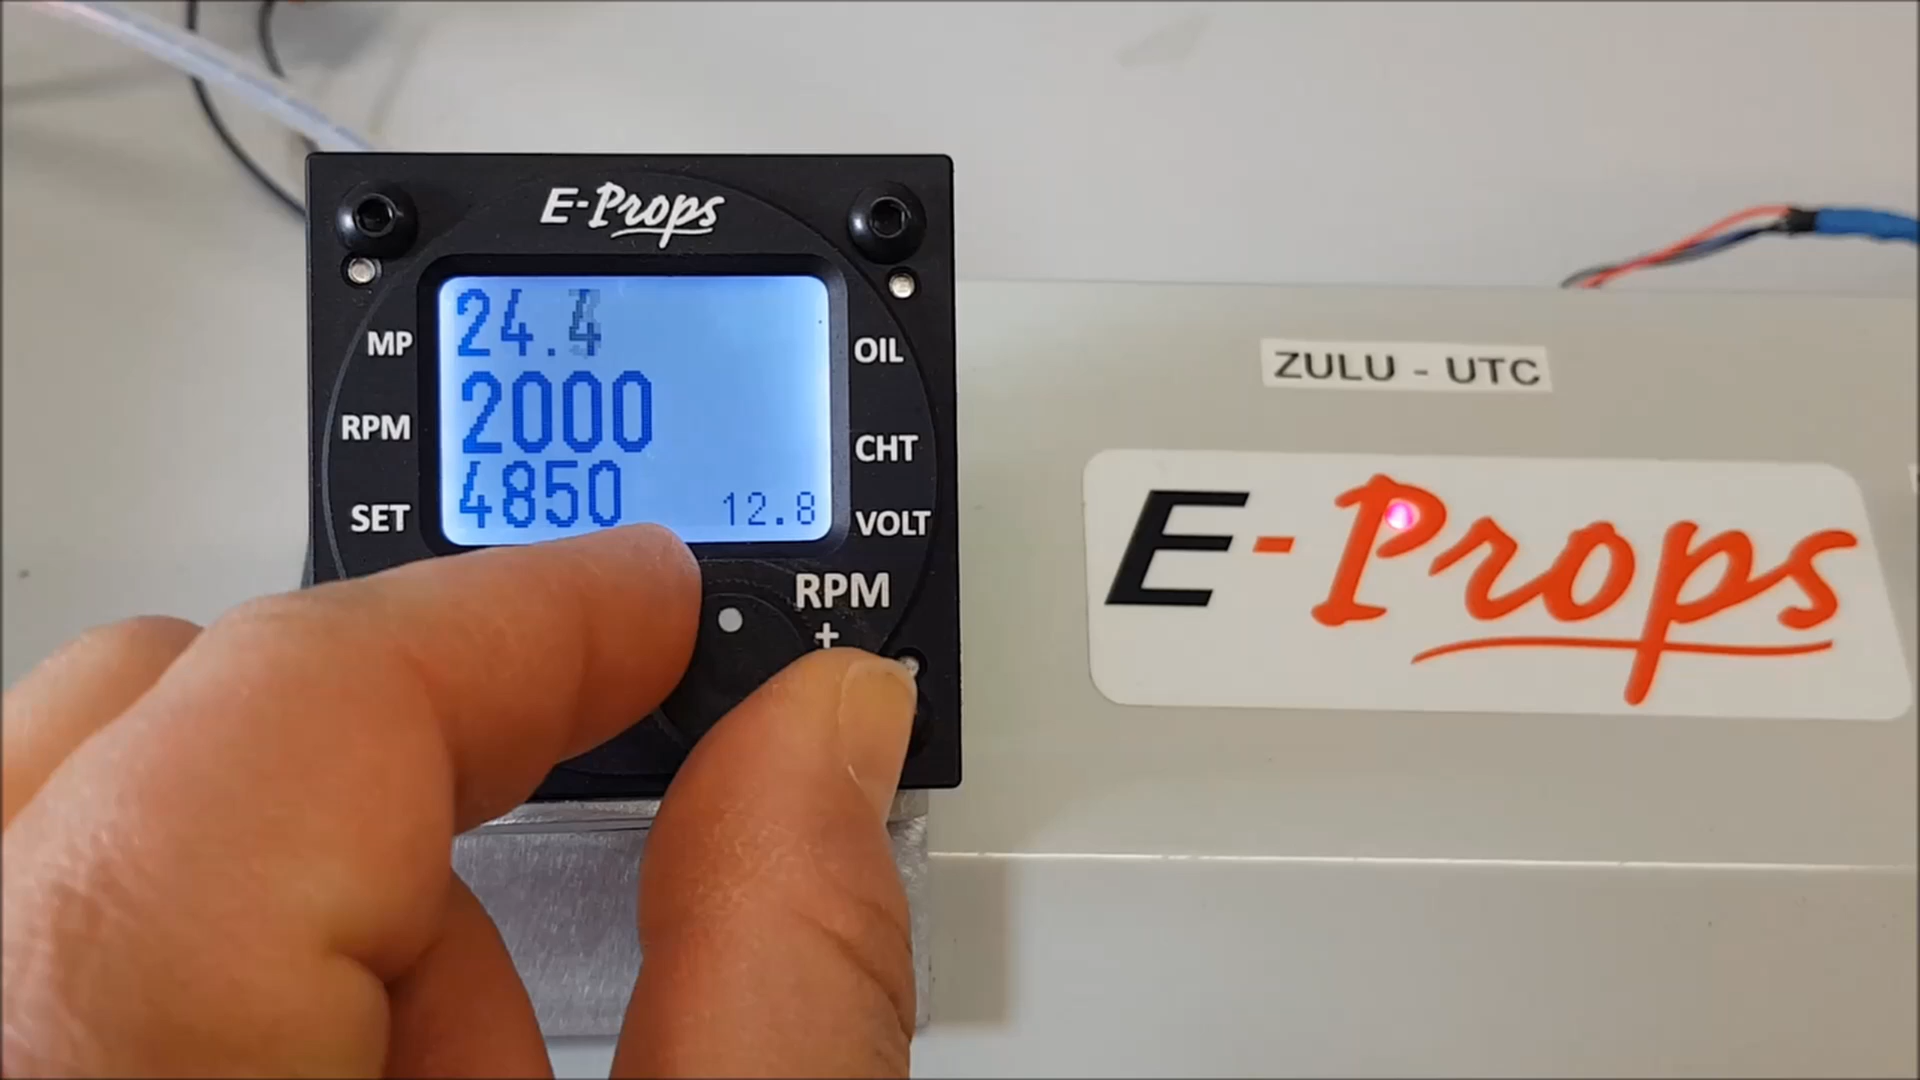 E-Props
MP 24.4 OIL
RPM 2000 CHT
SET 4850 12.8 VOLT
RPM
+
ZULU - UTC
E-Props